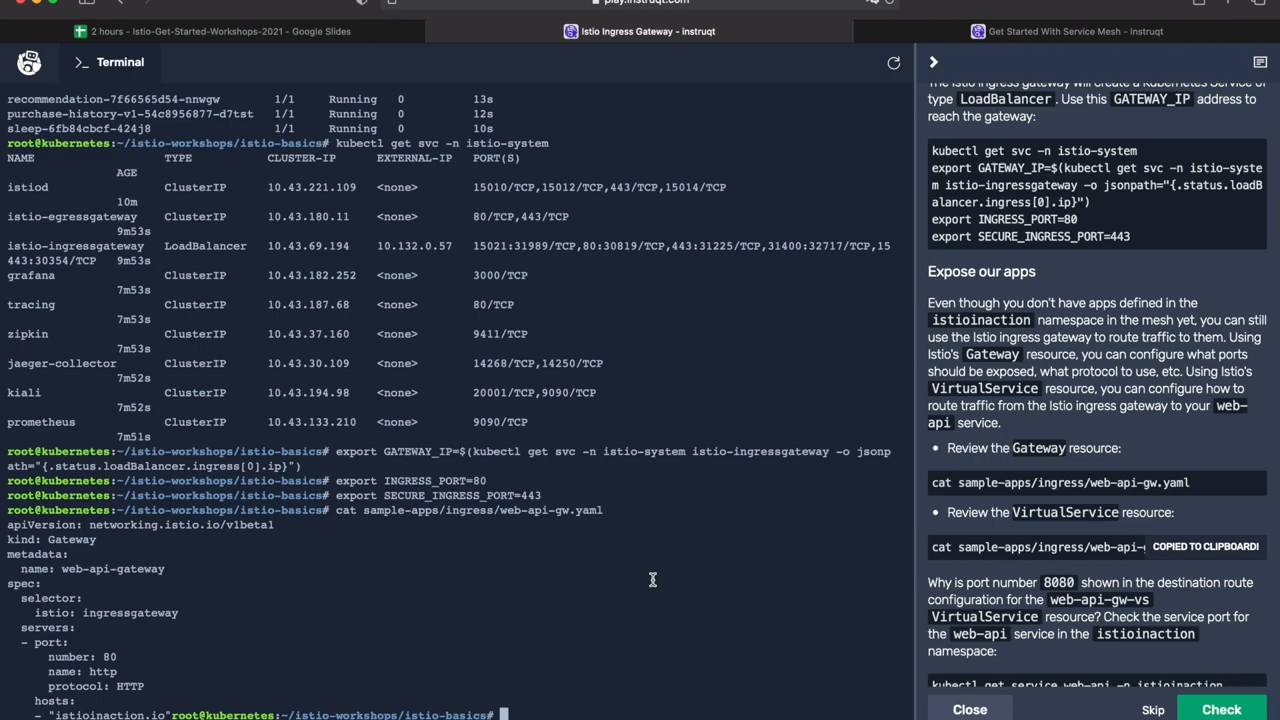 play.instruqt.com
2 hours - Istio-Get-Started-Workshops-2021 - Google Slides
Istio Ingress Gateway - instruqt
Get Started With Service Mesh - Instruqt
>_ Terminal
recommendation-7f66565d54-nnwgw 1/1 Running 0 13s
purchase-history-v1-54c8956877-d7tst 1/1 Running 0 12s
sleep-6fb84cbcf-424j8 1/1 Running 0 10s
root@kubernetes:~/istio-workshops/istio-basics# kubectl get svc -n istio-system
NAME TYPE CLUSTER-IP EXTERNAL-IP PORT(S)
AGE
istiod ClusterIP 10.43.221.109 <none> 15010/TCP,15012/TCP,443/TCP,15014/TCP
10m
istio-egressgateway ClusterIP 10.43.180.11 <none> 80/TCP,443/TCP
9m53s
istio-ingressgateway LoadBalancer 10.43.69.194 10.132.0.57 15021:31989/TCP,80:30819/TCP,443:31225/TCP,31400:32717/TCP,15
443:30354/TCP 9m53s
grafana ClusterIP 10.43.182.252 <none> 3000/TCP
7m53s
tracing ClusterIP 10.43.187.68 <none> 80/TCP
7m53s
zipkin ClusterIP 10.43.37.160 <none> 9411/TCP
7m53s
jaeger-collector ClusterIP 10.43.30.109 <none> 14268/TCP,14250/TCP
7m52s
kiali ClusterIP 10.43.194.98 <none> 20001/TCP,9090/TCP
7m52s
prometheus ClusterIP 10.43.133.210 <none> 9090/TCP
7m51s
root@kubernetes:~/istio-workshops/istio-basics# export GATEWAY_IP=$(kubectl get svc -n istio-system istio-ingressgateway -o jsonp
ath="{.status.loadBalancer.ingress[0].ip}")
root@kubernetes:~/istio-workshops/istio-basics# export INGRESS_PORT=80
root@kubernetes:~/istio-workshops/istio-basics# export SECURE_INGRESS_PORT=443
root@kubernetes:~/istio-workshops/istio-basics# cat sample-apps/ingress/web-api-gw.yaml
apiVersion: networking.istio.io/v1beta1
kind: Gateway
metadata:
name: web-api-gateway
spec:
selector:
istio: ingressgateway
servers:
- port:
number: 80
name: http
protocol: HTTP
hosts:
- "istioinaction.io"root@kubernetes:~/istio-workshops/istio-basics#
The Istio ingress gateway will create a Kubernetes Service of
type LoadBalancer. Use this GATEWAY_IP address to
reach the gateway:
kubectl get svc -n istio-system
export GATEWAY_IP=$(kubectl get svc -n istio-syste
m istio-ingressgateway -o jsonpath="{.status.loadB
alancer.ingress[0].ip}")
export INGRESS_PORT=80
export SECURE_INGRESS_PORT=443
Expose our apps
Even though you don't have apps defined in the
istioinaction namespace in the mesh yet, you can still
use the Istio ingress gateway to route traffic to them. Using
Istio's Gateway resource, you can configure what ports
should be exposed, what protocol to use, etc. Using Istio's
VirtualService resource, you can configure how to
route traffic from the Istio ingress gateway to your web-
api service.
• Review the Gateway resource:
cat sample-apps/ingress/web-api-gw.yaml
• Review the VirtualService resource:
cat sample-apps/ingress/web-api-g COPIED TO CLIPBOARD!
Why is port number 8080 shown in the destination route
configuration for the web-api-gw-vs
VirtualService resource? Check the service port for
the web-api service in the istioinaction
namespace:
kubectl get service web-api -n istioinaction
Close Skip Check